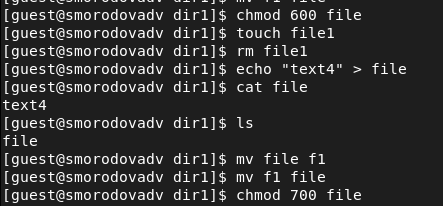 [guest@smorodovadv dir1]$ mv f1 file
[guest@smorodovadv dir1]$ chmod 600 file
[guest@smorodovadv dir1]$ touch file1
[guest@smorodovadv dir1]$ rm file1
[guest@smorodovadv dir1]$ echo "text4" > file
[guest@smorodovadv dir1]$ cat file
text4
[guest@smorodovadv dir1]$ ls
file
[guest@smorodovadv dir1]$ mv file f1
[guest@smorodovadv dir1]$ mv f1 file
[guest@smorodovadv dir1]$ chmod 700 file